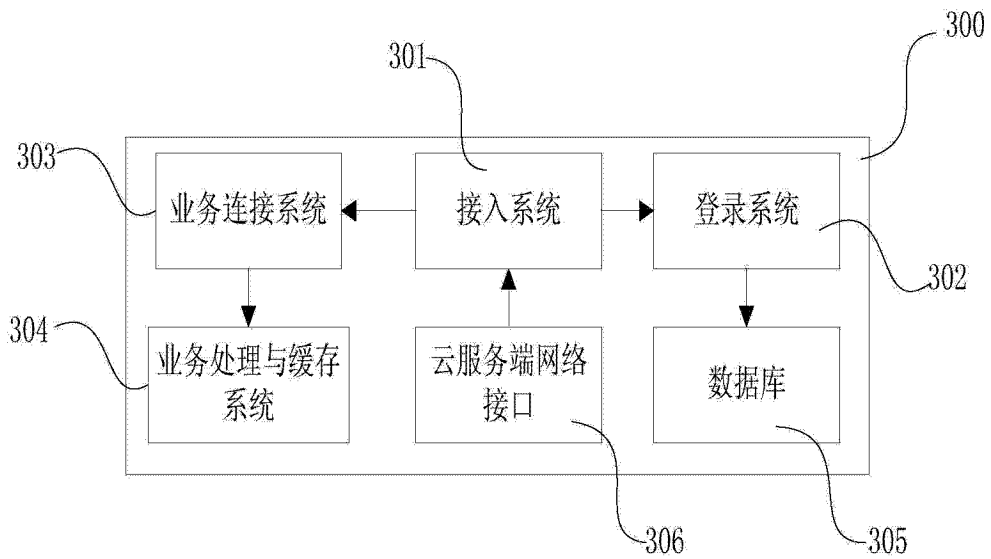 300
301
303
业务连接系统
接入系统
登录系统
302
304
业务处理与缓存
系统
云服务端网络
接口
数据库
306
305